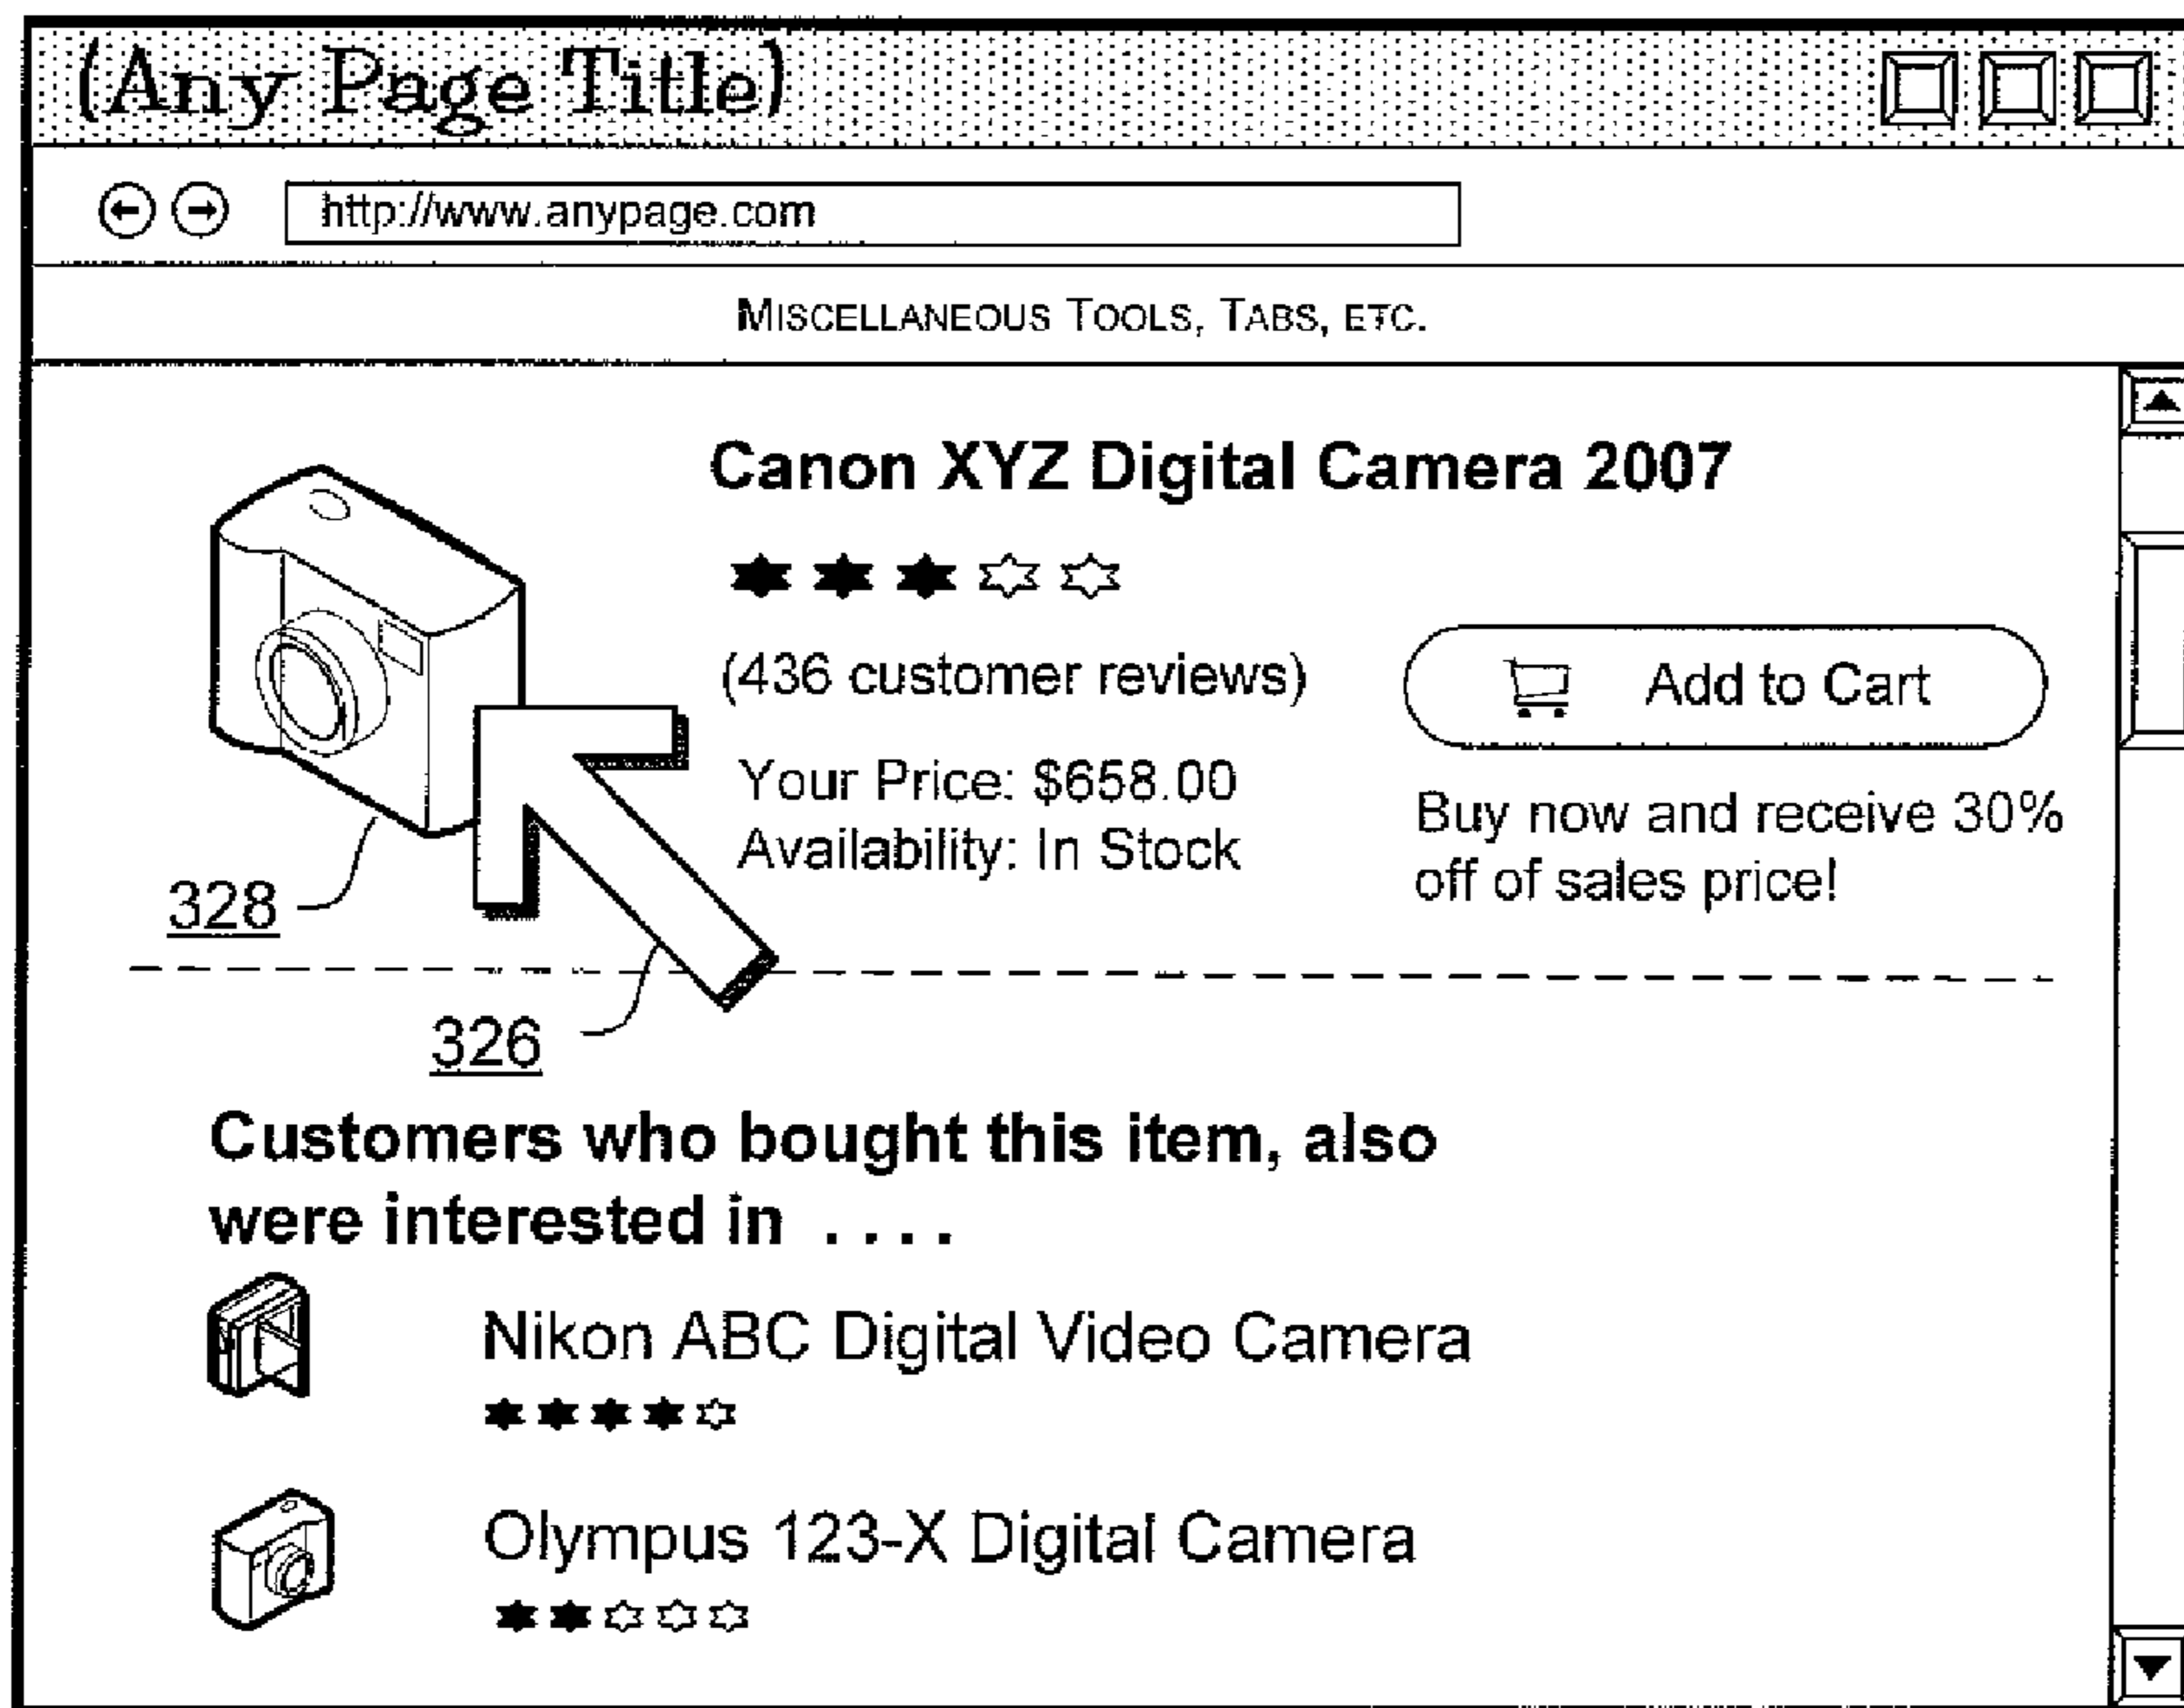 (Any Page Title)
http://www.anypage.com
MISCELLANEOUS TOOLS, TABS, ETC.
Canon XYZ Digital Camera 2007
(436 customer reviews)
Add to Cart
Your Price: $658.00
Availability: In Stock
Buy now and receive 30%
off of sales price!
328
326
Customers who bought this item, also
were interested in ....
Nikon ABC Digital Video Camera
Olympus 123-X Digital Camera